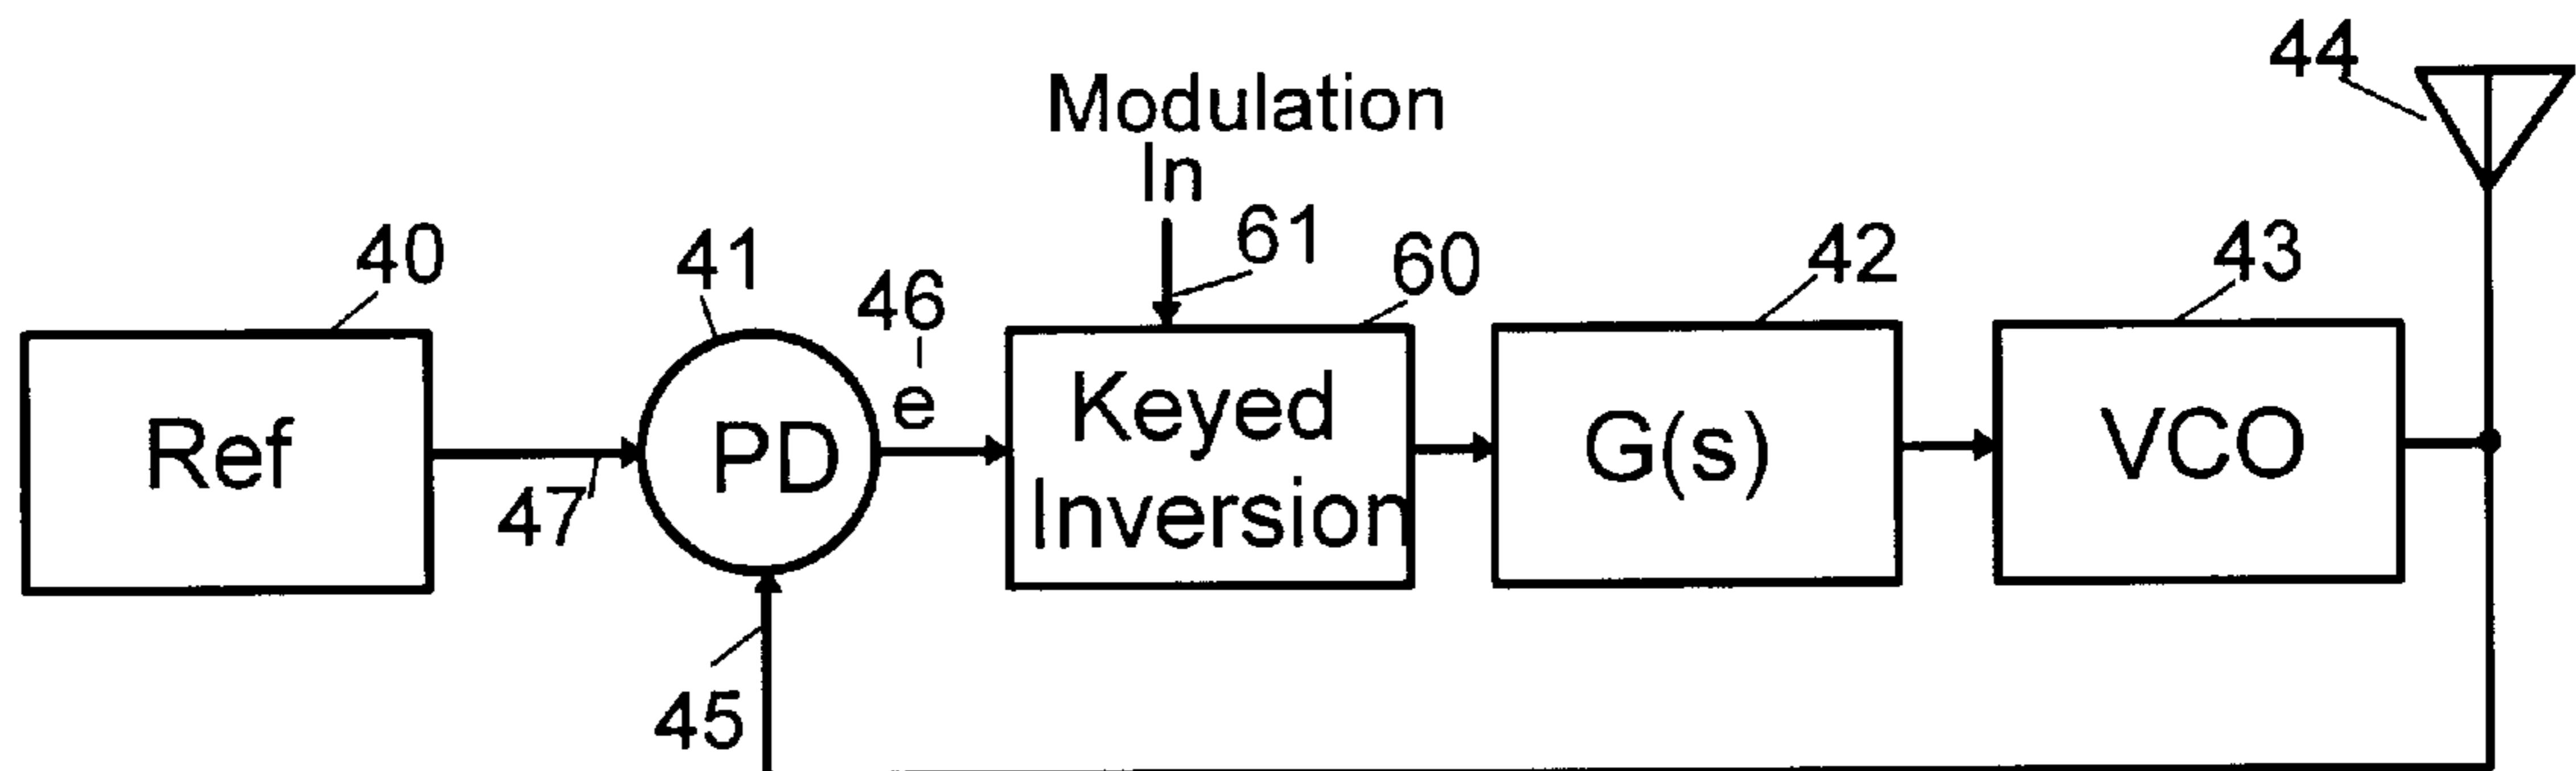 44
Modulation
In
40
41
46
61
60
42
43
Ref
PD
e
Keyed
Inversion
G(s)
VCO
47
45